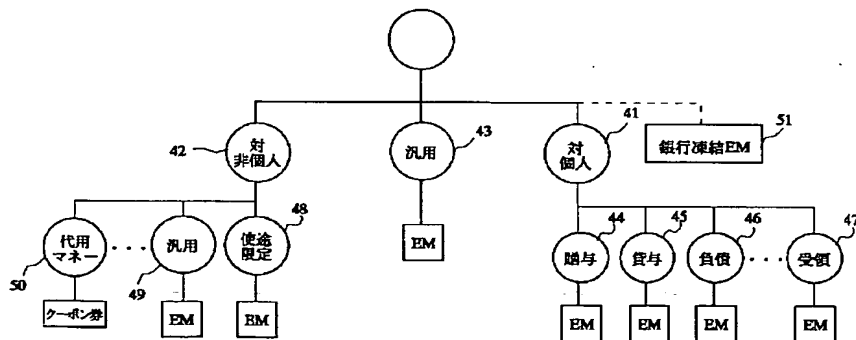 42
対
非個人
43
汎用
41
対
個人
51
銀行凍結EM
50
代用
マネー
49
汎用
48
使途
限定
EM
44
贈与
45
貸与
46
負債
47
受領
クーポン券
EM
EM
EM
EM
EM
EM